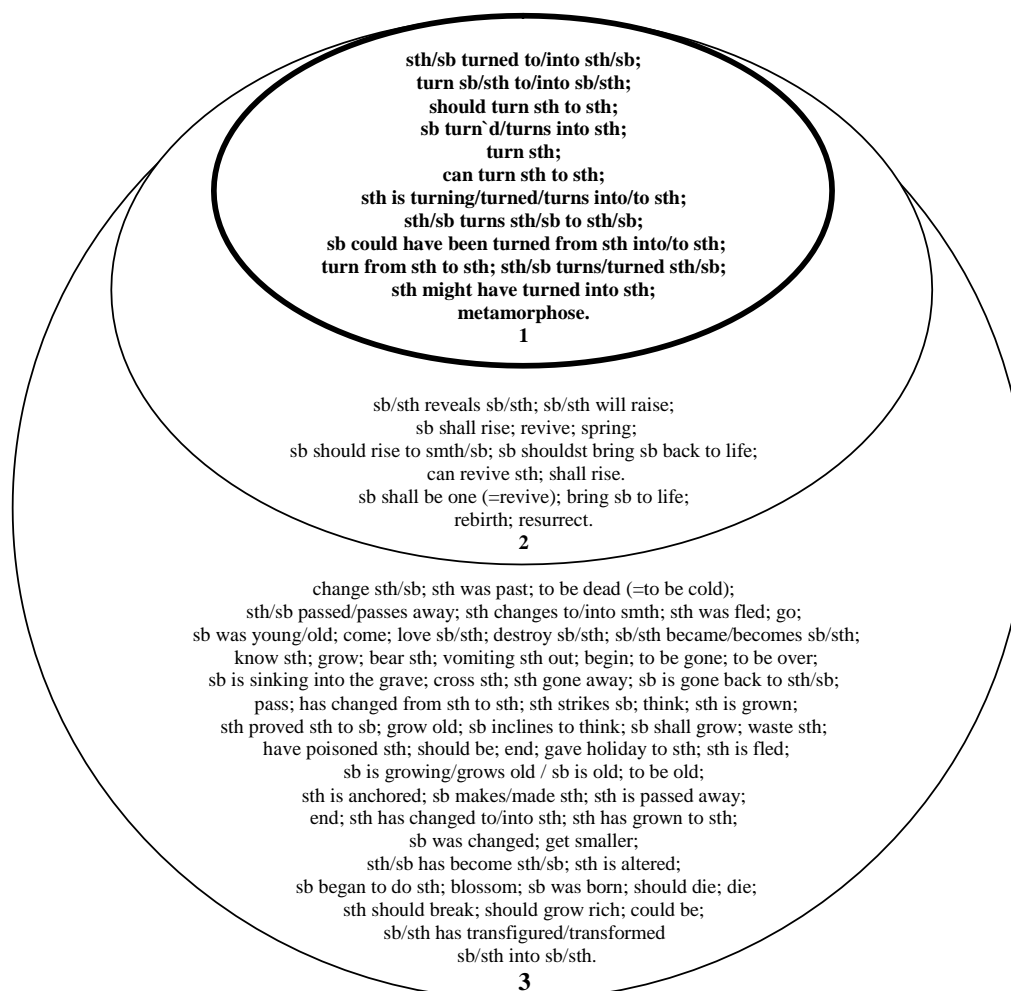 sth/sb turned to/into sth/sb;
turn sb/sth to/into sb/sth;
should turn sth to sth;
sb turn`d/turns into sth;
turn sth;
can turn sth to sth;
sth is turning/turned/turns into/to sth;
sth/sb turns sth/sb to sth/sb;
sb could have been turned from sth into/to sth;
turn from sth to sth; sth/sb turns/turned sth/sb;
sth might have turned into sth;
metamorphose.
1
sb/sth reveals sb/sth; sb/sth will raise;
sb shall rise; revive; spring;
sb should rise to smth/sb; sb shouldst bring sb back to life;
can revive sth; shall rise.
sb shall be one (=revive); bring sb to life;
rebirth; resurrect.
2
change sth/sb; sth was past; to be dead (=to be cold);
sth/sb passed/passes away; sth changes to/into smth; sth was fled; go;
sb was young/old; come; love sb/sth; destroy sb/sth; sb/sth became/becomes sb/sth;
know sth; grow; bear sth; vomiting sth out; begin; to be gone; to be over;
sb is sinking into the grave; cross sth; sth gone away; sb is gone back to sth/sb;
pass; has changed from sth to sth; sth strikes sb; think; sth is grown;
sth proved sth to sb; grow old; sb inclines to think; sb shall grow; waste sth;
have poisoned sth; should be; end; gave holiday to sth; sth is fled;
sb is growing/grows old / sb is old; to be old;
sth is anchored; sb makes/made sth; sth is passed away;
end; sth has changed to/into sth; sth has grown to sth;
sb was changed; get smaller;
sth/sb has become sth/sb; sth is altered;
sb began to do sth; blossom; sb was born; should die; die;
sth should break; should grow rich; could be;
sb/sth has transfigured/transformed
sb/sth into sb/sth.
3